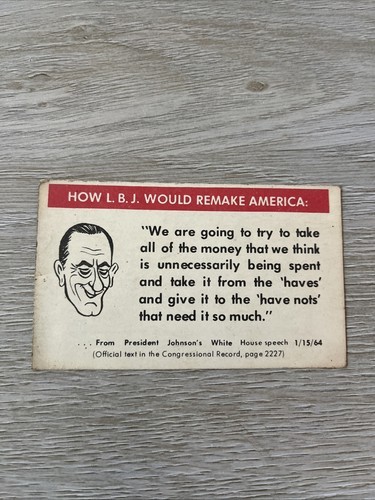 HOW L. B. J. WOULD REMAKE AMERICA:
"We are going to try to take
all of the money that we think
is unnecessarily being spent
and take it from the 'haves'
and give it to the 'have nots'
that need it so much."
. . . From President Johnson's White House speech 1/15/64
(Official text in the Congressional Record, page 2227)